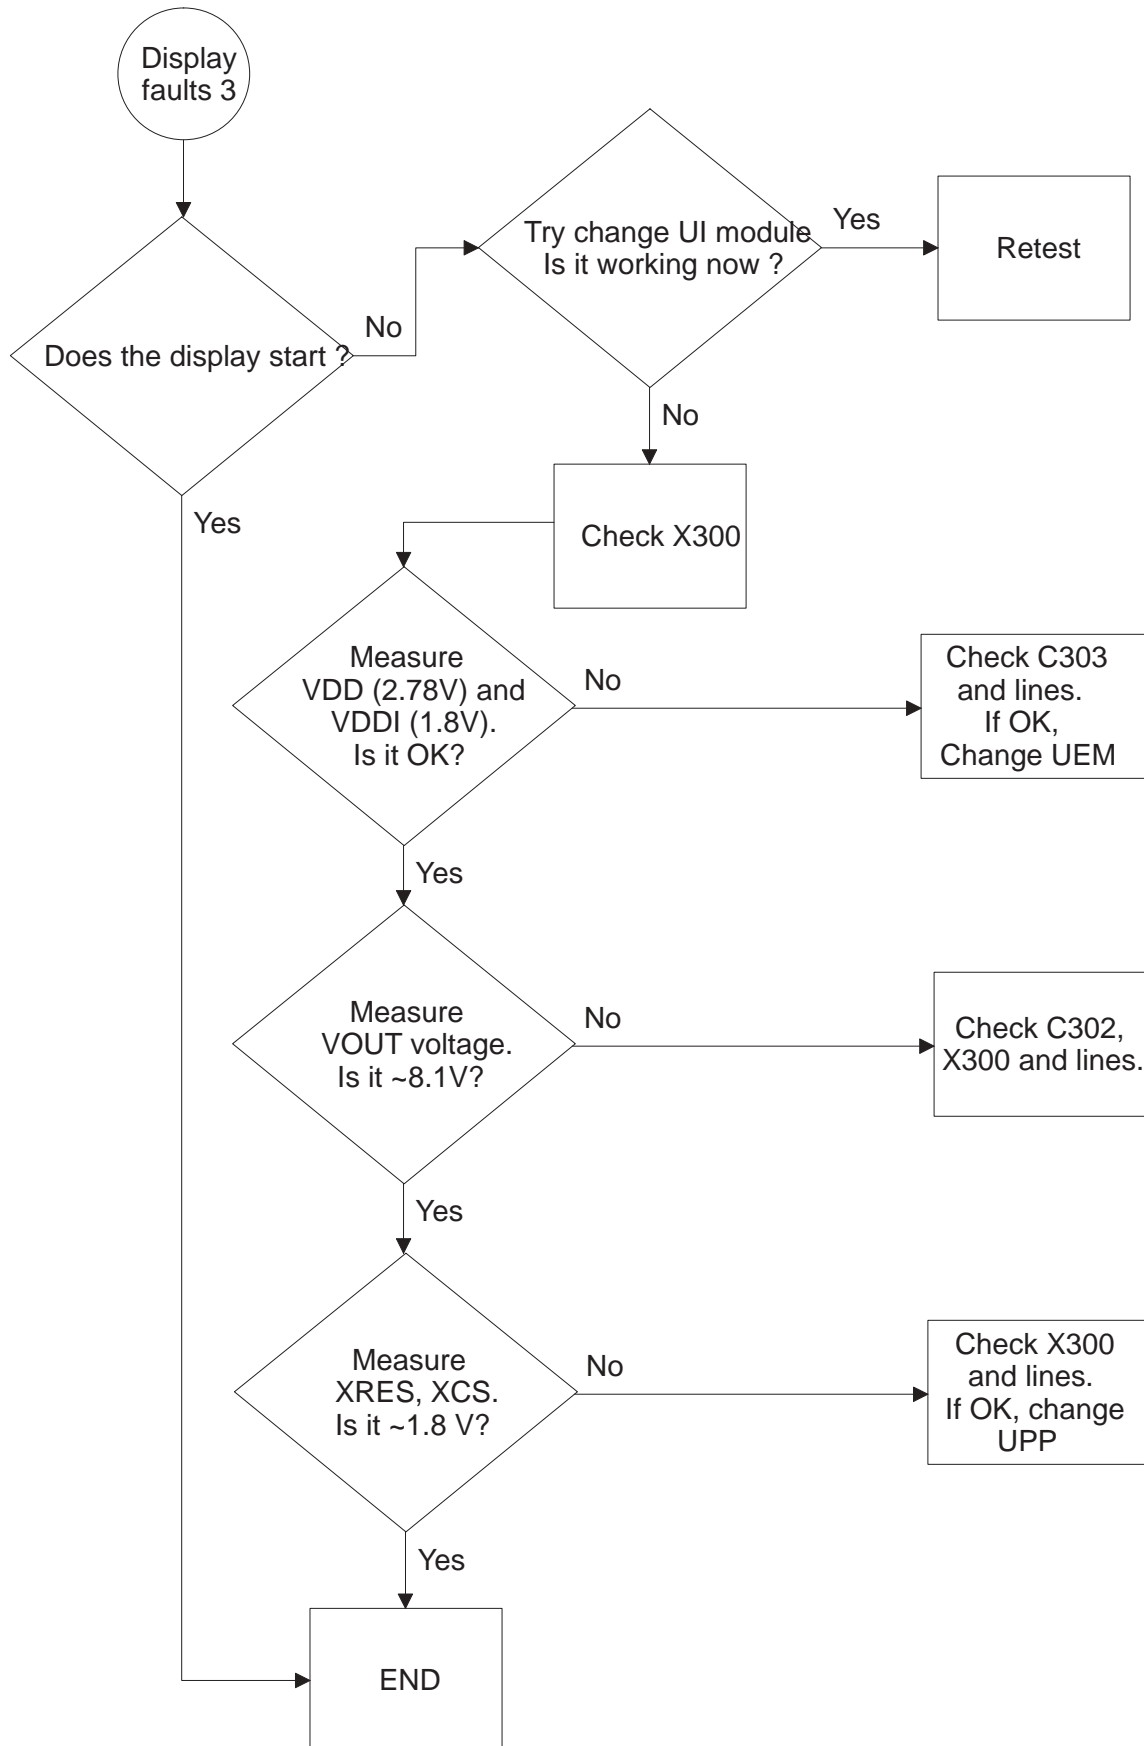 Display
faults 3
Does the display start ?
No
Yes
Try change UI module
Is it working now ?
Yes
Retest
No
Check X300
Measure
VDD (2.78V) and
VDDI (1.8V).
Is it OK?
No
Check C303
and lines.
If OK,
Change UEM
Yes
Measure
VOUT voltage.
Is it ~8.1V?
No
Check C302,
X300 and lines.
Yes
Measure
XRES, XCS.
Is it ~1.8 V?
No
Check X300
and lines.
If OK, change
UPP
Yes
END